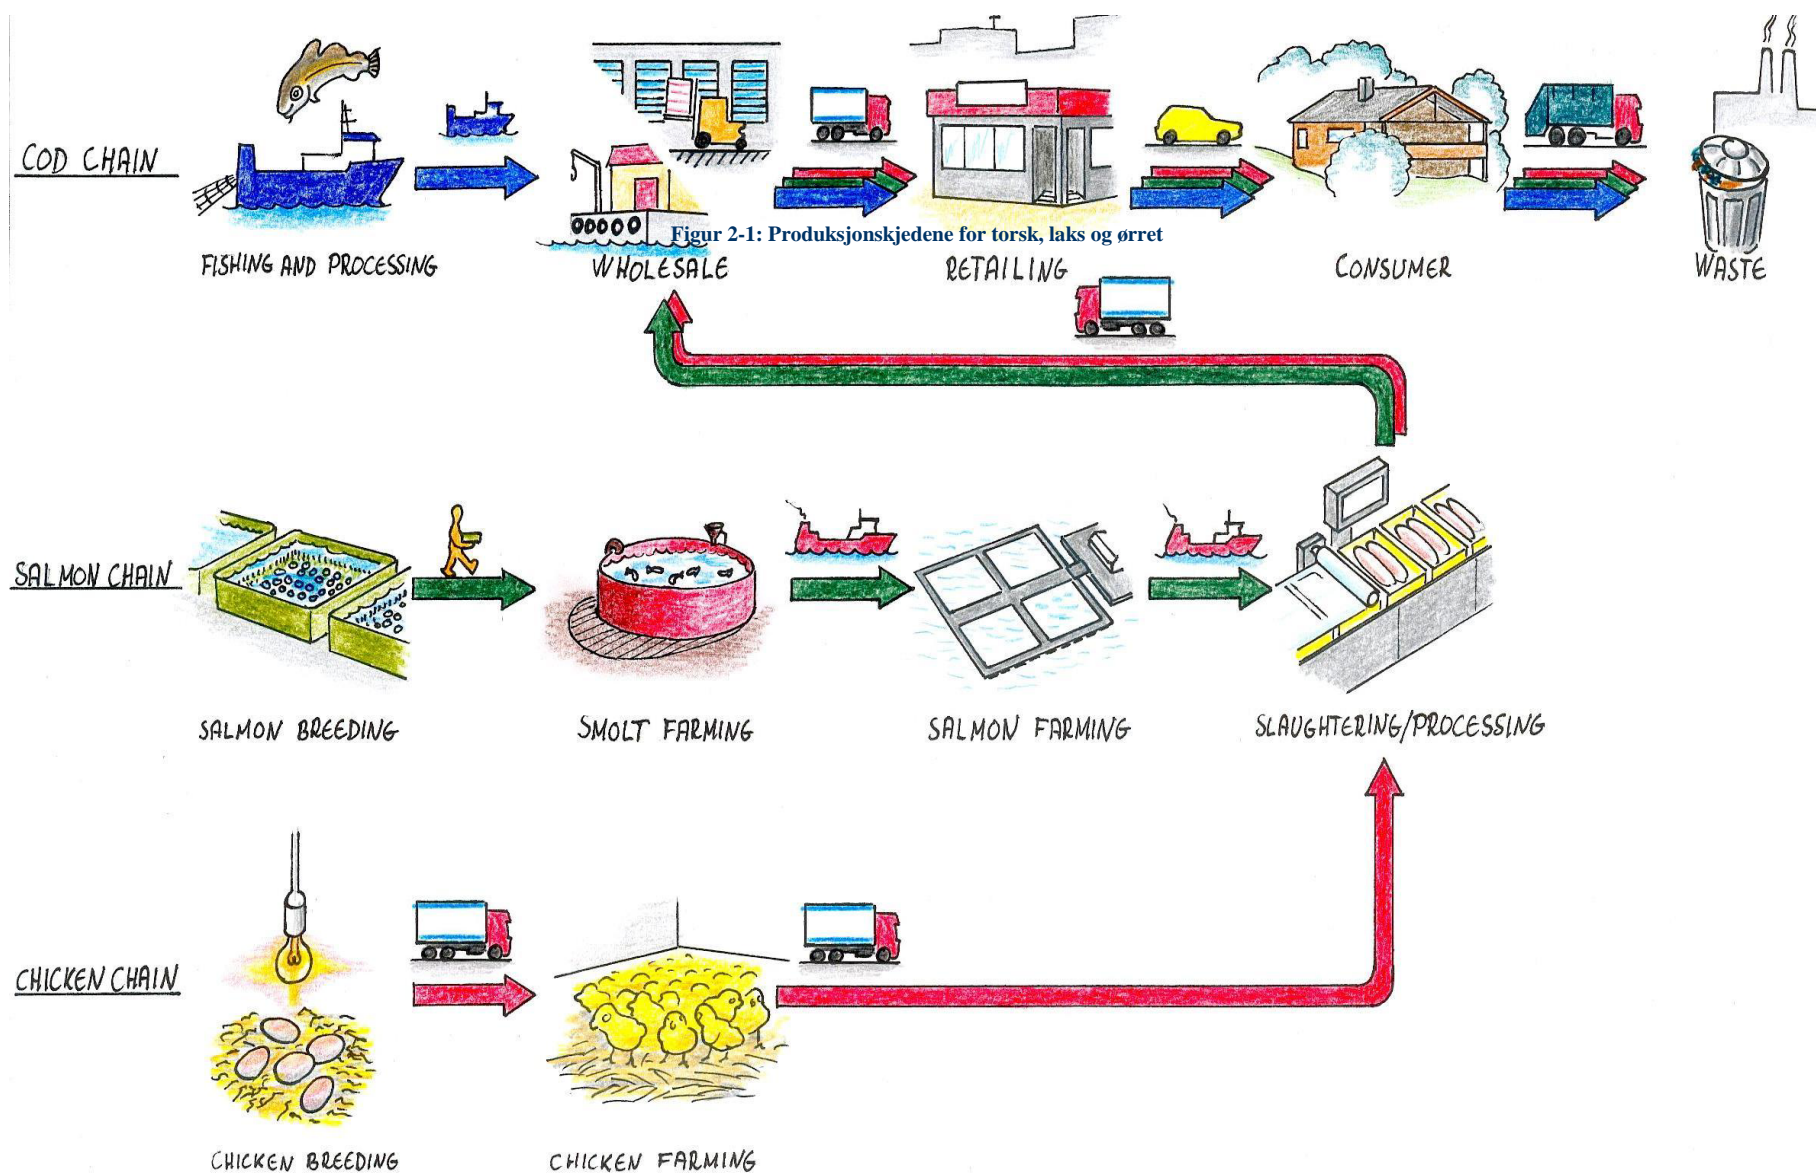 COD CHAIN
FISHING AND PROCESSING
WHOLESALE
RETAILING
CONSUMER
WASTE
Figur 2-1: Produksjonskjedene for torsk, laks og ørret
SALMON CHAIN
SALMON BREEDING
SMOLT FARMING
SALMON FARMING
SLAUGHTERING/PROCESSING
CHICKEN CHAIN
CHICKEN BREEDING
CHICKEN FARMING